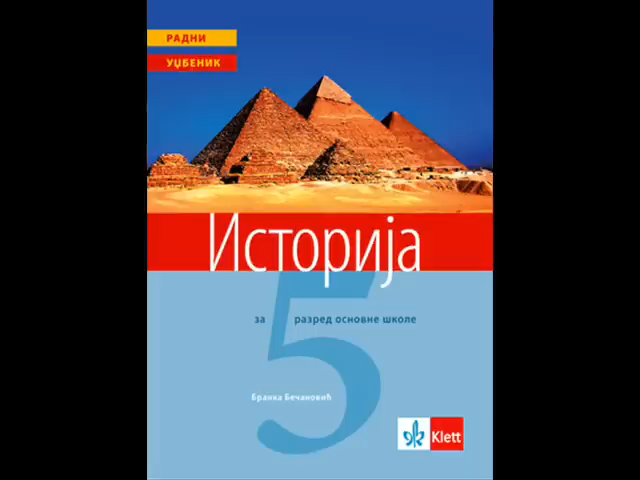 РАДНИ
УЏБЕНИК
Историја
за 5 разред основне школе
Бранка Бечановић
Klett